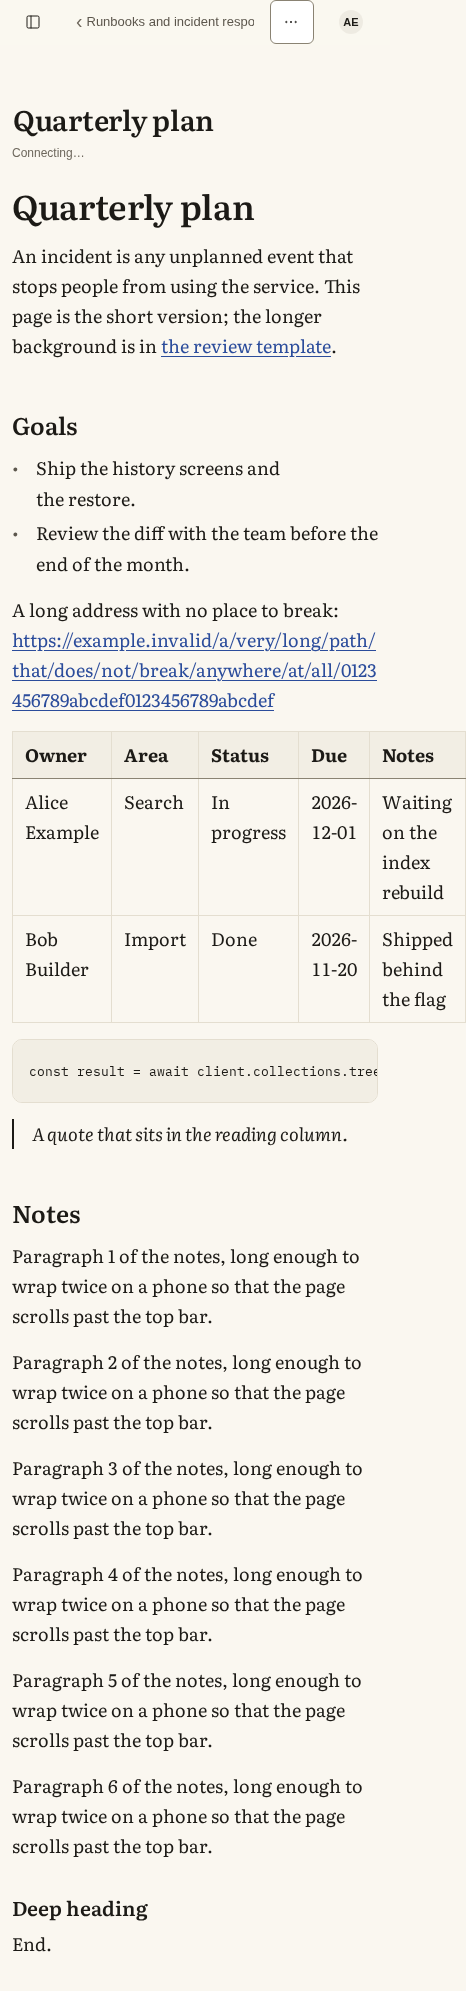 ‹ Runbooks and incident respo
...
AE
Quarterly plan
Connecting…
Quarterly plan
An incident is any unplanned event that
stops people from using the service. This
page is the short version; the longer
background is in the review template.
Goals
• Ship the history screens and
the restore.
• Review the diff with the team before the
end of the month.
A long address with no place to break:
https://example.invalid/a/very/long/path/
that/does/not/break/anywhere/at/all/0123
456789abcdef0123456789abcdef
Owner Area Status Due Notes
Alice Search In 2026- Waiting
Example progress 12-01 on the
index
rebuild
Bob Import Done 2026- Shipped
Builder 11-20 behind
the flag
const result = await client.collections.tree
A quote that sits in the reading column.
Notes
Paragraph 1 of the notes, long enough to
wrap twice on a phone so that the page
scrolls past the top bar.
Paragraph 2 of the notes, long enough to
wrap twice on a phone so that the page
scrolls past the top bar.
Paragraph 3 of the notes, long enough to
wrap twice on a phone so that the page
scrolls past the top bar.
Paragraph 4 of the notes, long enough to
wrap twice on a phone so that the page
scrolls past the top bar.
Paragraph 5 of the notes, long enough to
wrap twice on a phone so that the page
scrolls past the top bar.
Paragraph 6 of the notes, long enough to
wrap twice on a phone so that the page
scrolls past the top bar.
Deep heading
End.